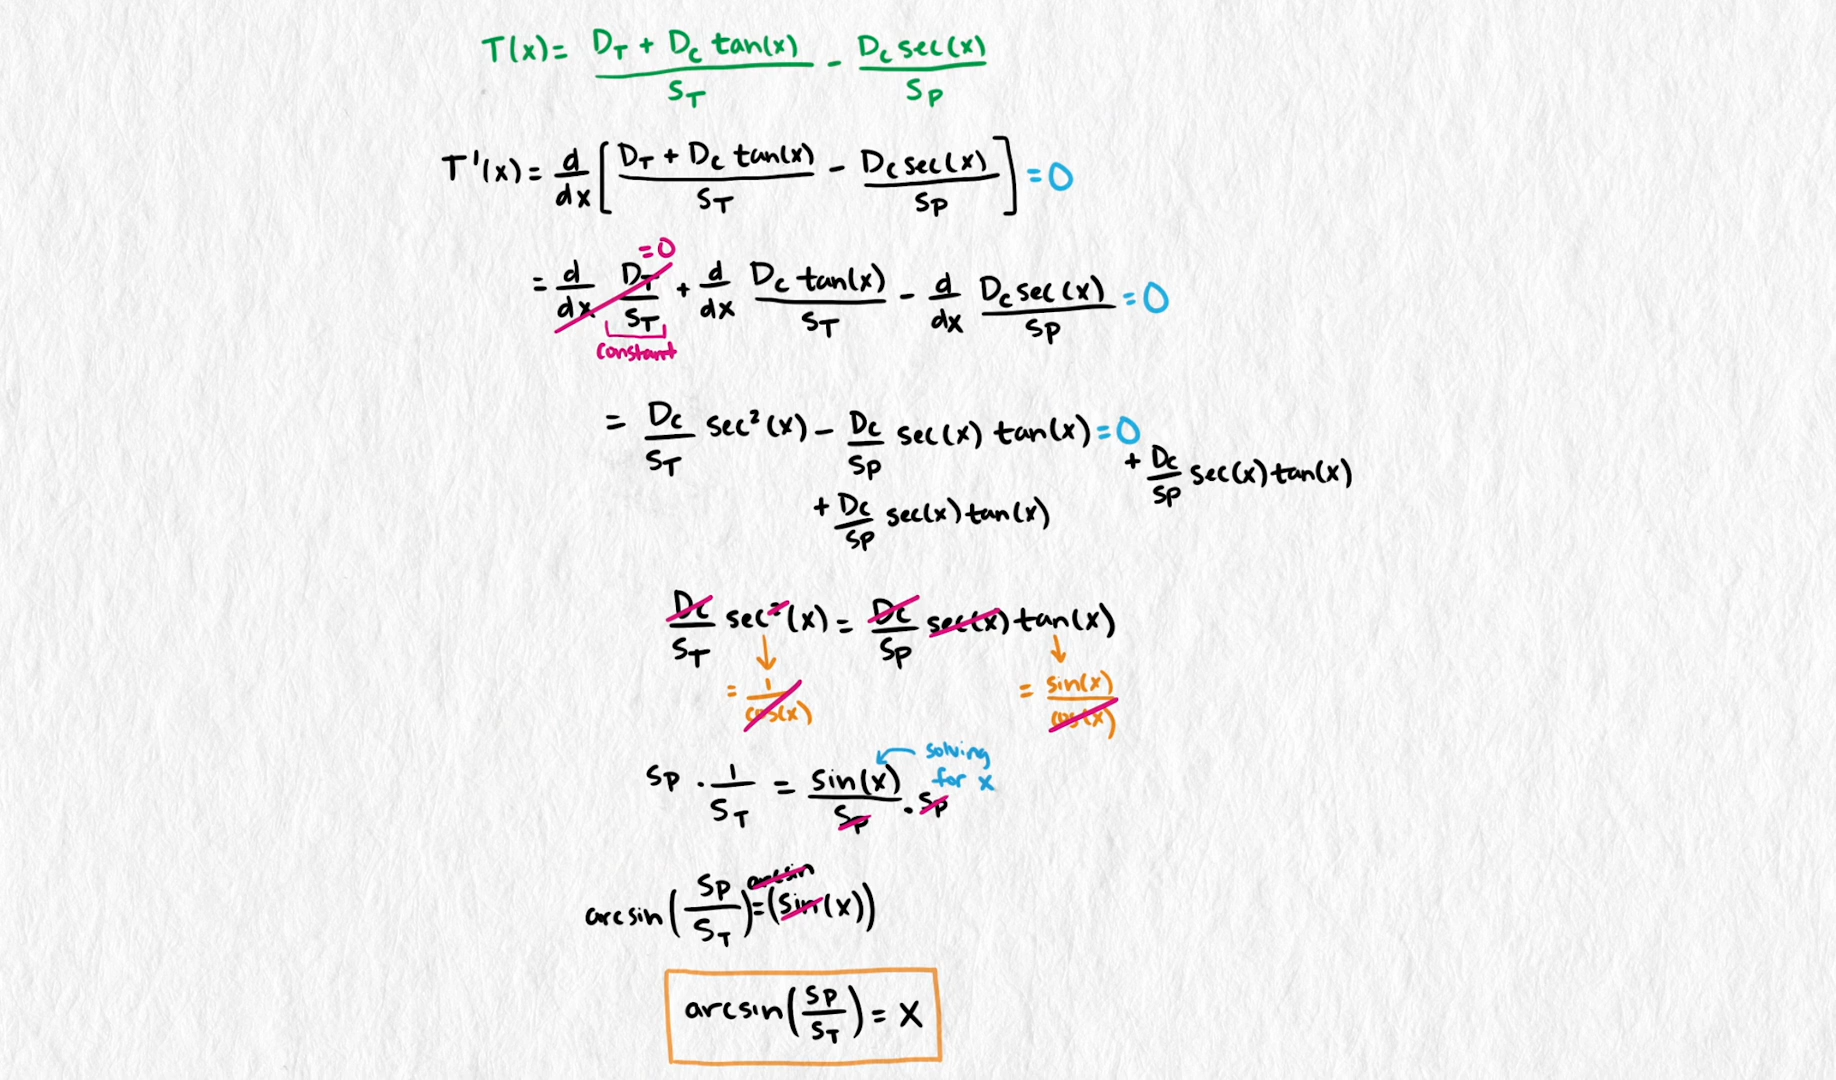 T(x) = (D_T + D_C tan(x))/S_T - (D_C sec(x))/S_P
T'(x) = d/dx [(D_T + D_C tan(x))/S_T - (D_C sec(x))/S_P] = 0
= 0
= d/dx D_T/S_T + d/dx (D_C tan(x))/S_T - d/dx (D_C sec(x))/S_P = 0
constant
= D_C/S_T sec²(x) - D_C/S_P sec(x) tan(x) = 0
+ D_C/S_P sec(x) tan(x)
+ D_C/S_P sec(x) tan(x)
D_C/S_T sec²(x) = D_C/S_P sec(x) tan(x)
= 1/cos(x) = sin(x)/cos(x)
solving
for x
S_P · 1/S_T = sin(x)/S_P · S_P
arcsin(S_P/S_T) = arcsin (sin(x))
arcsin(S_P/S_T) = x